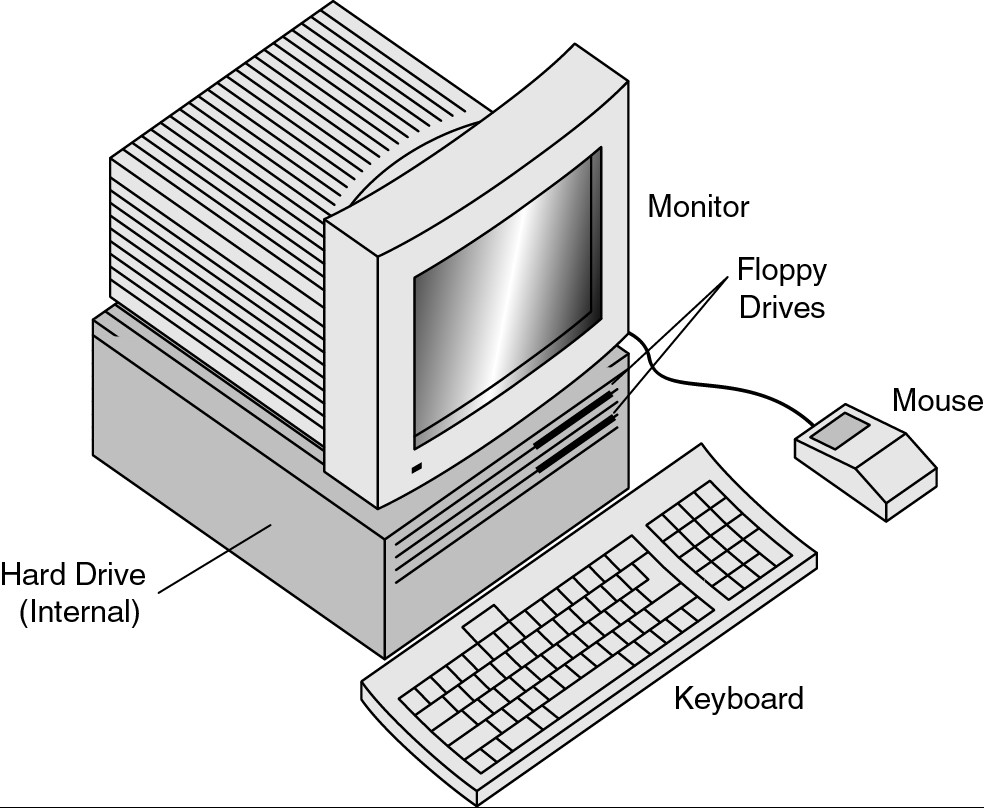 Monitor
Floppy
Drives
Mouse
Hard Drive
(Internal)
Keyboard